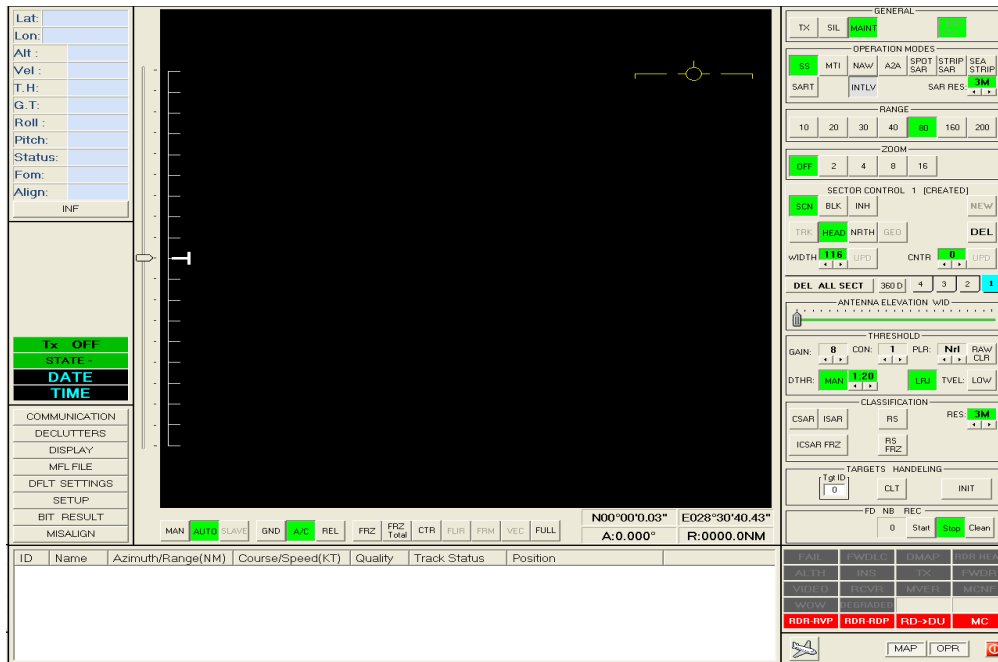 Lat:
Lon:
Alt :
Vel :
T.H:
G.T:
Roll :
Pitch:
Status:
Fom:
Align:
INF
Tx OFF
STATE -
DATE
TIME
COMMUNICATION
DECLUTTERS
DISPLAY
MFL FILE
DFLT SETTINGS
SETUP
BIT RESULT
MISALIGN
MAN AUTO SLAVE GND A/C REL FRZ FRZ Total CTR FLIR FRM VEC FULL
N00°00'0.03" E028°30'40.43"
A:0.000° R:0000.0NM
GENERAL
TX SIL MAINT
OPERATION MODES
SS MTI NAW A2A SPOT SAR STRIP SAR SEA STRIP
SART INTLV SAR RES: 3M
RANGE
10 20 30 40 80 160 200
ZOOM
OFF 2 4 8 16
SECTOR CONTROL 1 [CREATED]
SCN BLK INH NEW
TRK HEAD NRTH GEO DEL
WIDTH 116 UPD CNTR 0 UPD
DEL ALL SECT 360 D 4 3 2 1
ANTENNA ELEVATION WID
THRESHOLD
GAIN: 8 CON: 1 PLR: Nrl RAW CLR
DTHR: MAN 1:20 LRJ TVEL: LOW
CLASSIFICATION
CSAR ISAR RS RES: 3M
ICSAR FRZ RS FRZ
TARGETS HANDELING
Tgt ID
0 CLT INIT
FD NB REC
0 Start Stop Clean
ID Name Azimuth/Range(NM) Course/Speed(KT) Quality Track Status Position
FAIL FWDLC DMAP RDR HEA
ALTH INS TX FWDR
VIDEO RCVR MVER MCNF
WOW DEGRADED
RDR-RVP RDR-RDP RD->DU MC
MAP OPR